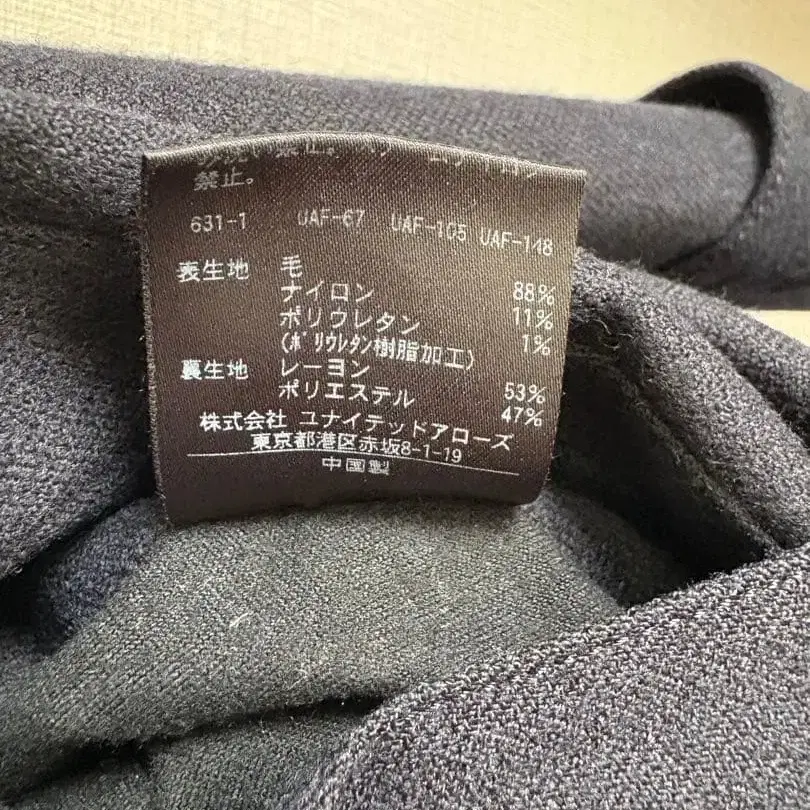 禁止。
631-1 UAF-67 UAF-105 UAF-148
表生地 毛 88%
ナイロン 11%
ポリウレタン 1%
(ポリウレタン樹脂加工)
裏生地 レーヨン 53%
ポリエステル 47%
株式会社 ユナイテッドアローズ
東京都港区赤坂8-1-19
中国製